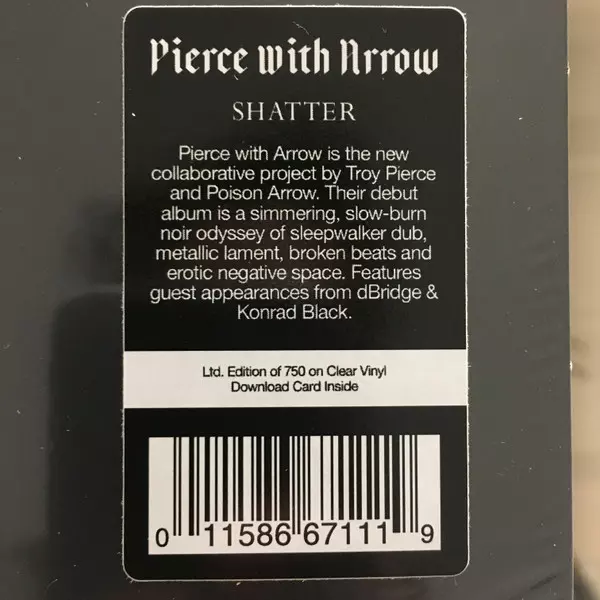 Pierce with Arrow
SHATTER
Pierce with Arrow is the new
collaborative project by Troy Pierce
and Poison Arrow. Their debut
album is a simmering, slow-burn
noir odyssey of sleepwalker dub,
metallic lament, broken beats and
erotic negative space. Features
guest appearances from dBridge &
Konrad Black.
Ltd. Edition of 750 on Clear Vinyl
Download Card Inside
0 11586 67111 9